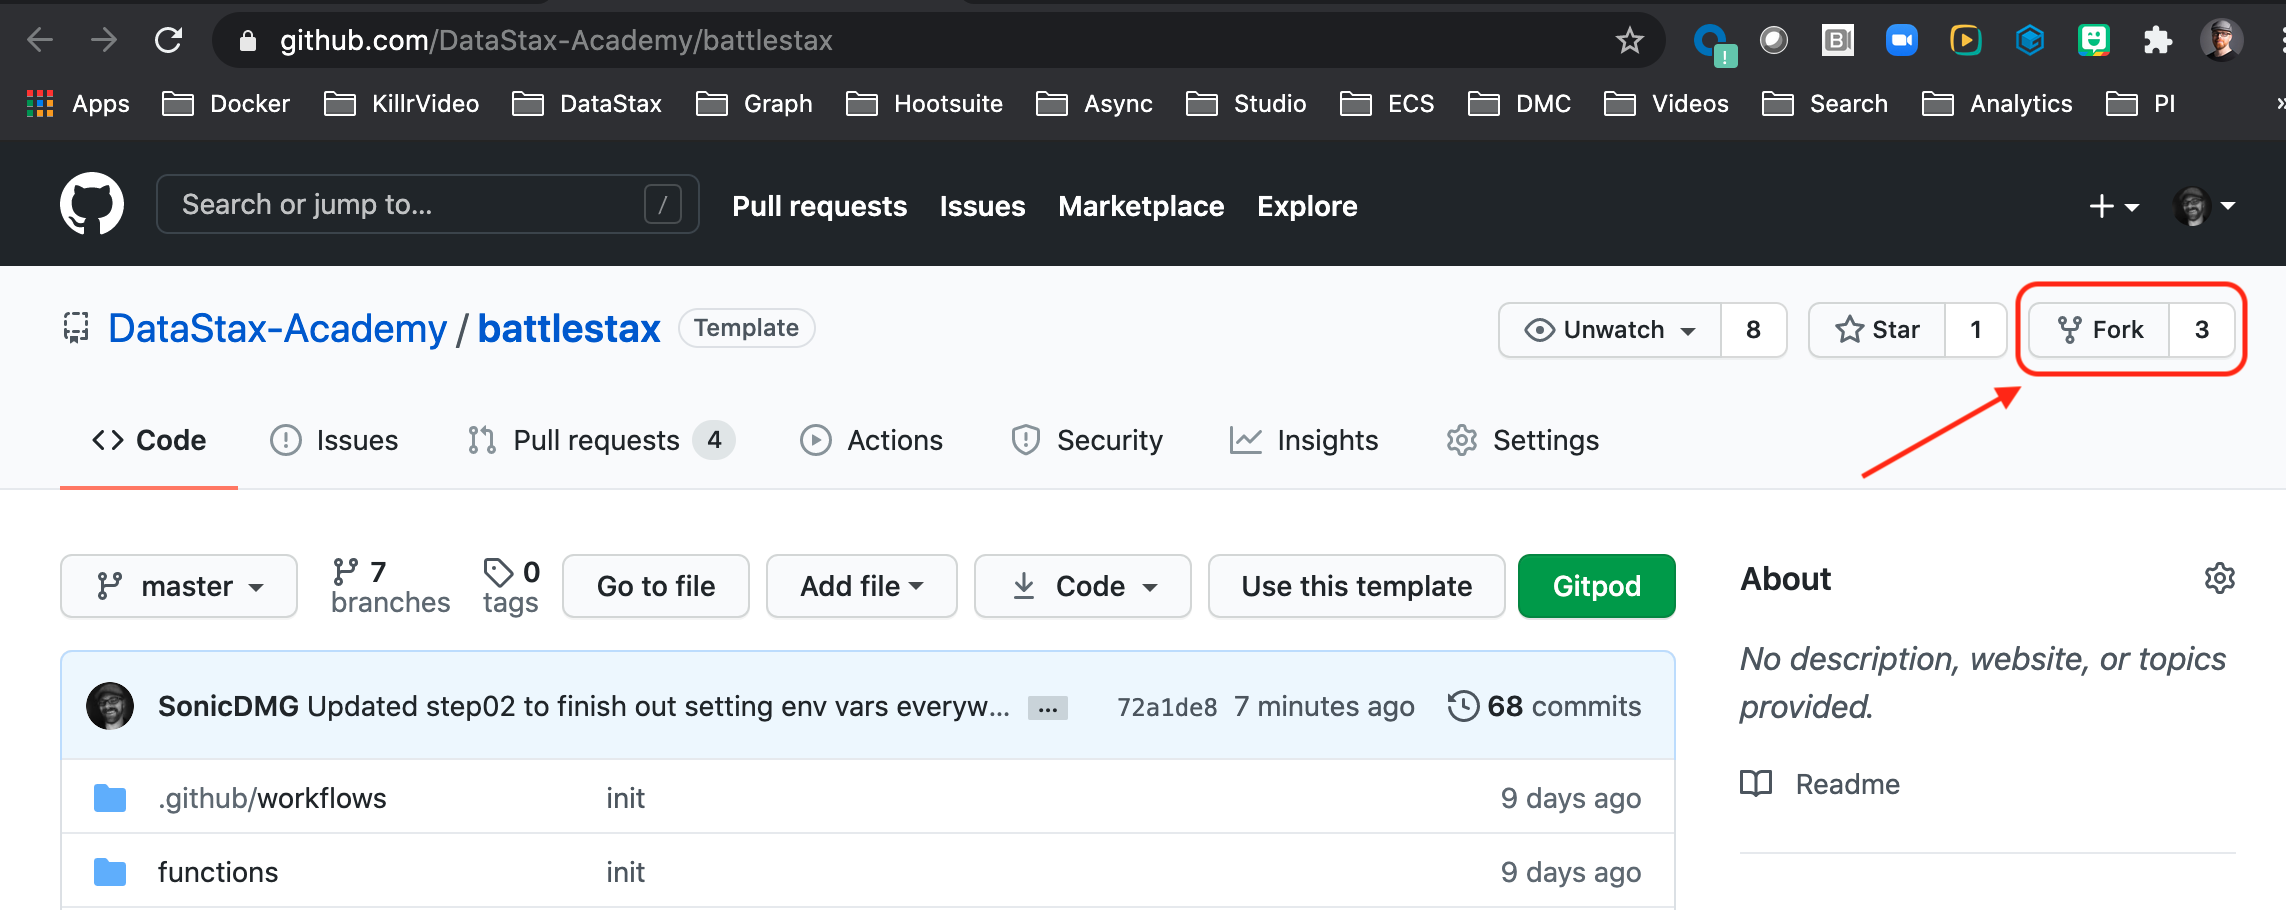 github.com/DataStax-Academy/battlestax
Apps Docker KillrVideo DataStax Graph Hootsuite Async Studio ECS DMC Videos Search Analytics PI »
Search or jump to... / Pull requests Issues Marketplace Explore
DataStax-Academy / battlestax Template Unwatch 8 Star 1 Fork 3
Code Issues Pull requests 4 Actions Security Insights Settings
master 7 branches 0 tags Go to file Add file Code Use this template Gitpod
SonicDMG Updated step02 to finish out setting env vars everyw... ... 72a1de8 7 minutes ago 68 commits
.github/workflows init 9 days ago
functions init 9 days ago
About
No description, website, or topics
provided.
Readme